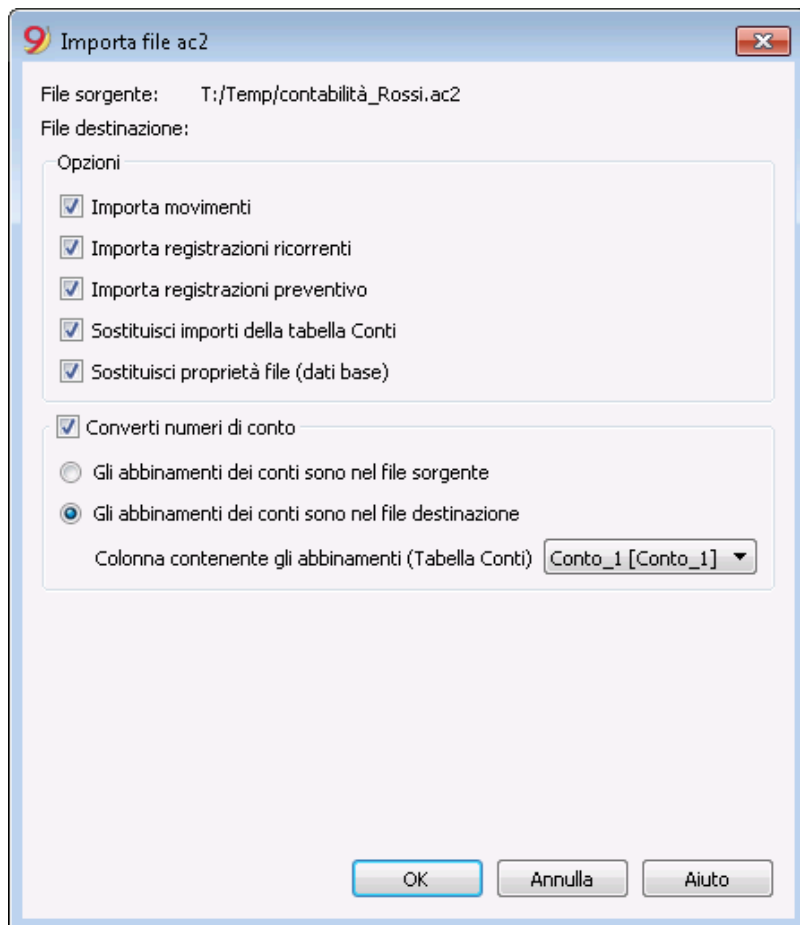 9 Importa file ac2
File sorgente: T:/Temp/contabilità_Rossi.ac2
File destinazione:
Opzioni
Importa movimenti
Importa registrazioni ricorrenti
Importa registrazioni preventivo
Sostituisci importi della tabella Conti
Sostituisci proprietà file (dati base)
Converti numeri di conto
Gli abbinamenti dei conti sono nel file sorgente
Gli abbinamenti dei conti sono nel file destinazione
Colonna contenente gli abbinamenti (Tabella Conti) Conto_1 [Conto_1]
OK Annulla Aiuto